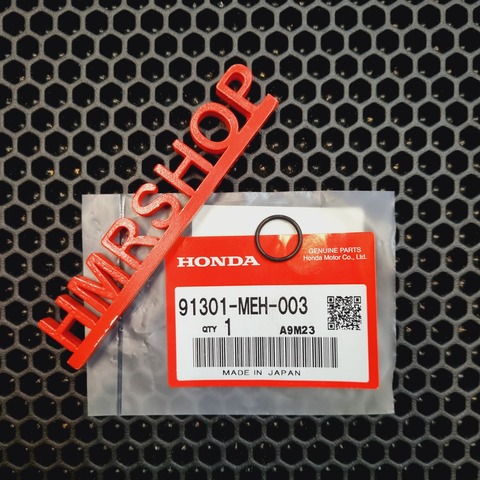 HMRSHOP
HONDA
GENUINE PARTS
Honda Motor Co., Ltd.
91301-MEH-003
QTY 1 A9M23
MADE IN JAPAN